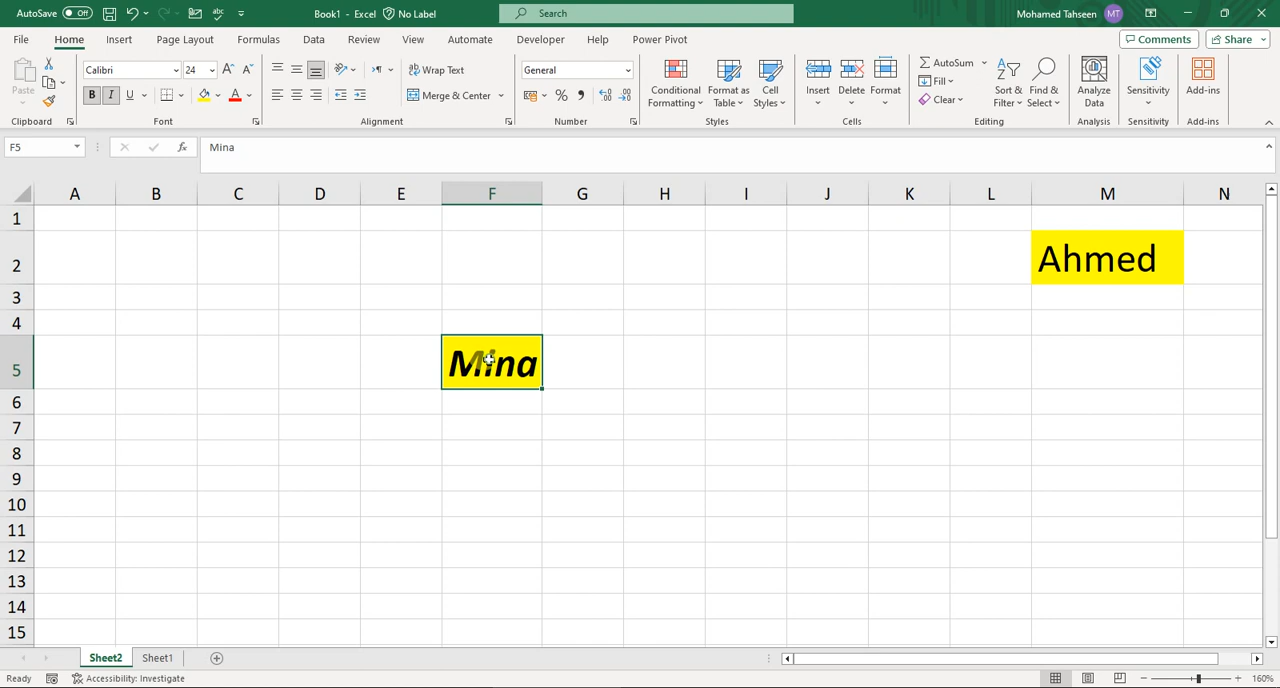 AutoSave Off Book1 - Excel No Label Search Mohamed Tahseen MT
File Home Insert Page Layout Formulas Data Review View Automate Developer Help Power Pivot Comments Share
Paste Calibri 24 A A Wrap Text General Conditional Formatting Format as Table Cell Styles Insert Delete Format AutoSum Fill Clear Sort & Filter Find & Select Analyze Data Sensitivity Add-ins
B I U A Merge & Center % ,
Clipboard Font Alignment Number Styles Cells Editing Analysis Sensitivity Add-ins
F5 fx Mina
A B C D E F G H I J K L M N
1
2 Ahmed
3
4
5 Mina
6
7
8
9
10
11
12
13
14
15
Sheet2 Sheet1
Ready Accessibility: Investigate 160%